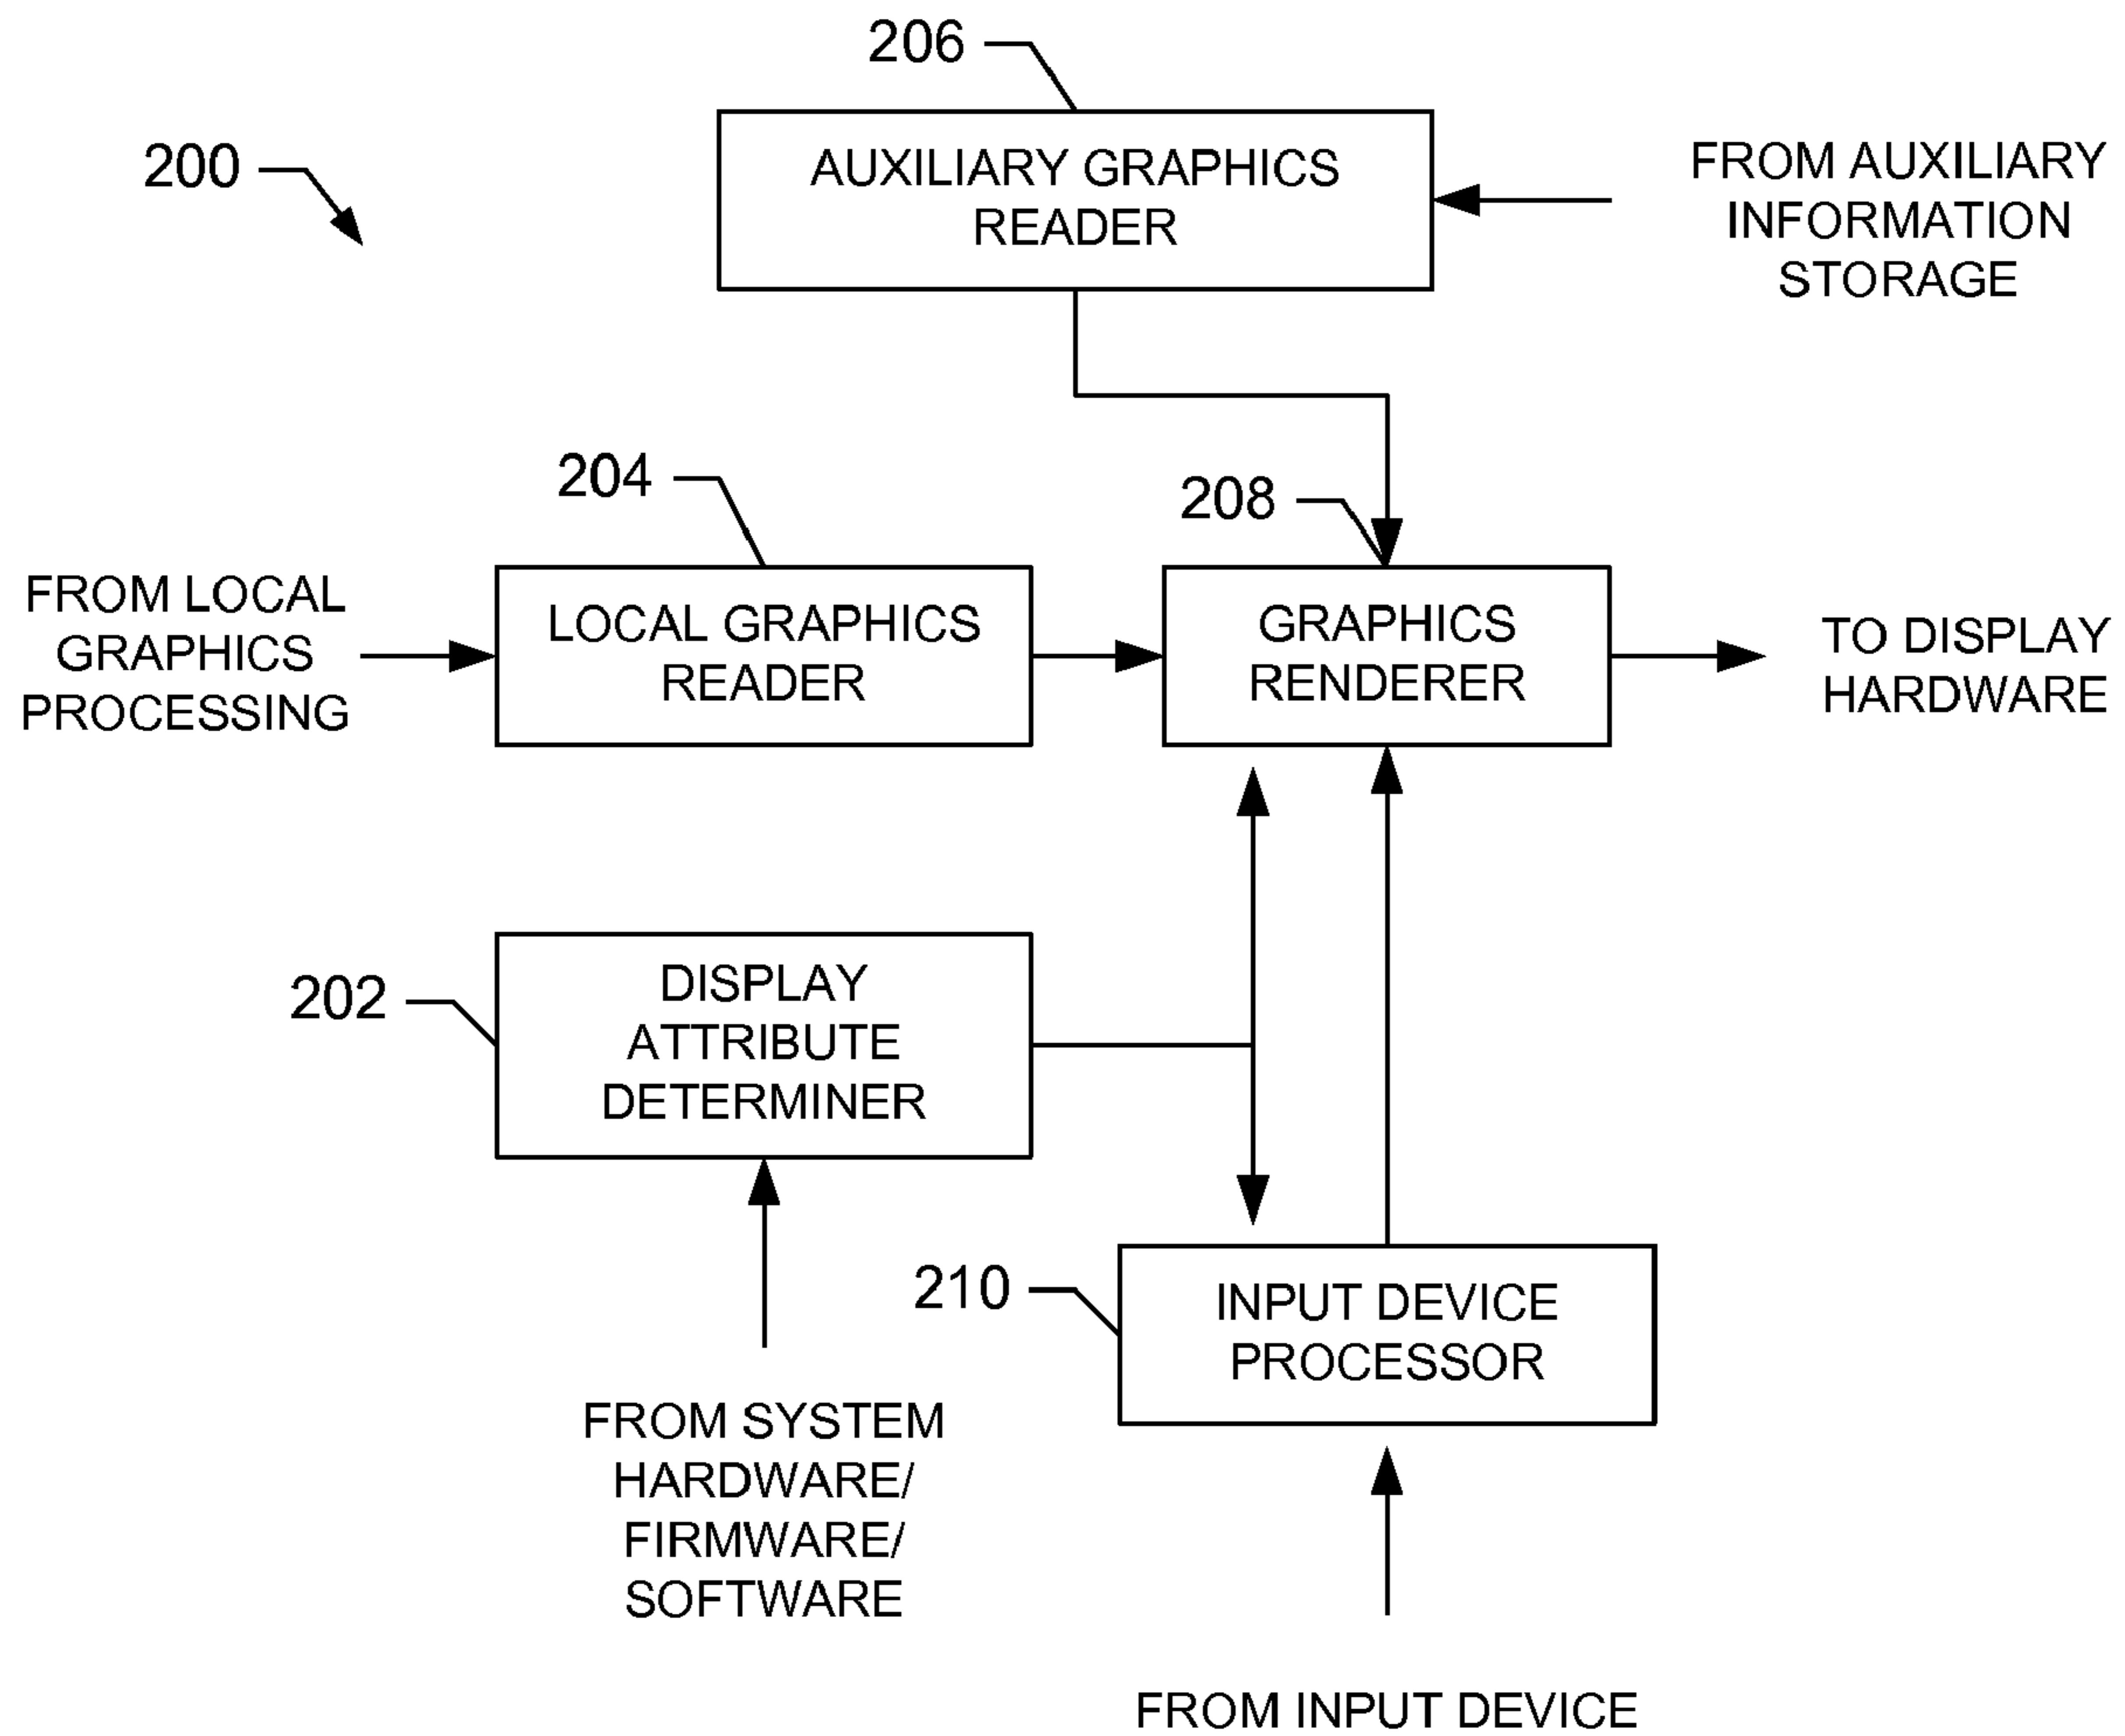 206
AUXILIARY GRAPHICS
READER
200
FROM AUXILIARY
INFORMATION
STORAGE
204
208
FROM LOCAL
GRAPHICS
PROCESSING
LOCAL GRAPHICS
READER
GRAPHICS
RENDERER
TO DISPLAY
HARDWARE
202
DISPLAY
ATTRIBUTE
DETERMINER
210
INPUT DEVICE
PROCESSOR
FROM SYSTEM
HARDWARE/
FIRMWARE/
SOFTWARE
FROM INPUT DEVICE